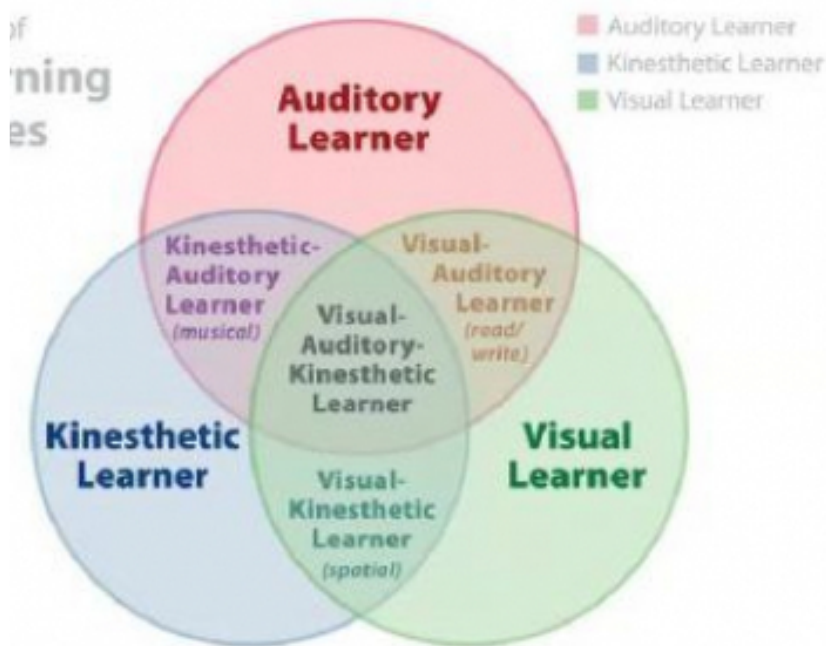 of
rning
es
Auditory Learner
Kinesthetic Learner
Visual Learner
Auditory
Learner
Kinesthetic-
Auditory
Learner
(musical)
Visual-
Auditory
Learner
(read/
write)
Visual-
Auditory-
Kinesthetic
Learner
Kinesthetic
Learner
Visual
Learner
Visual-
Kinesthetic
Learner
(spatial)